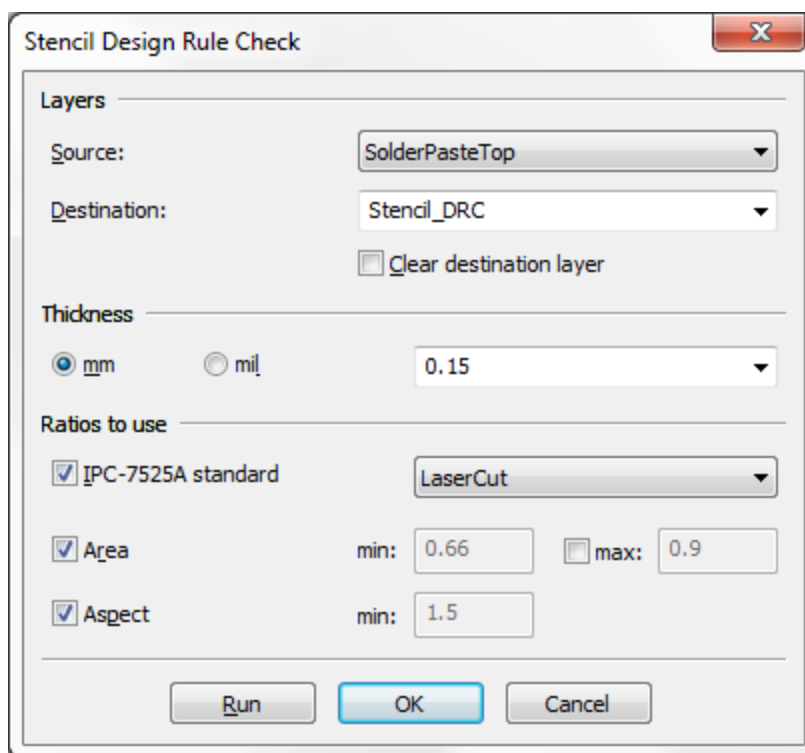 Stencil Design Rule Check
Layers
Source: SolderPasteTop
Destination: Stencil_DRC
Clear destination layer
Thickness
mm mil 0.15
Ratios to use
IPC-7525A standard LaserCut
Area min: 0.66 max: 0.9
Aspect min: 1.5
Run OK Cancel